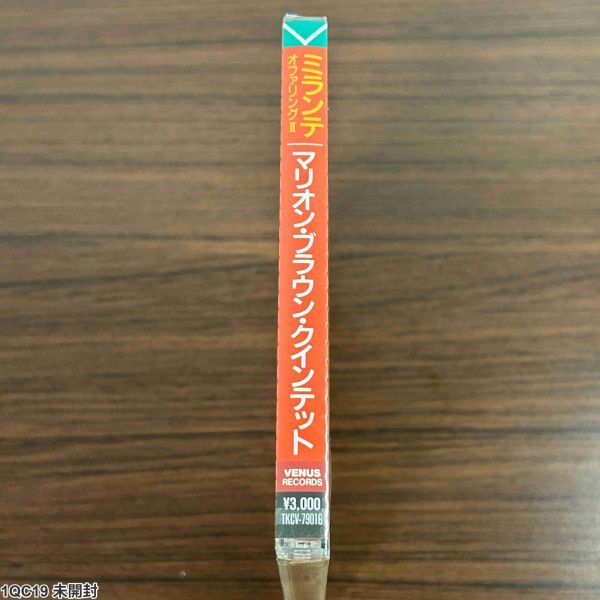 ミランテ
オファリングII
マリオン・ブラウン・クインテット
VENUS
RECORDS
¥3,000
TKCV-79016
1QC19 未開封